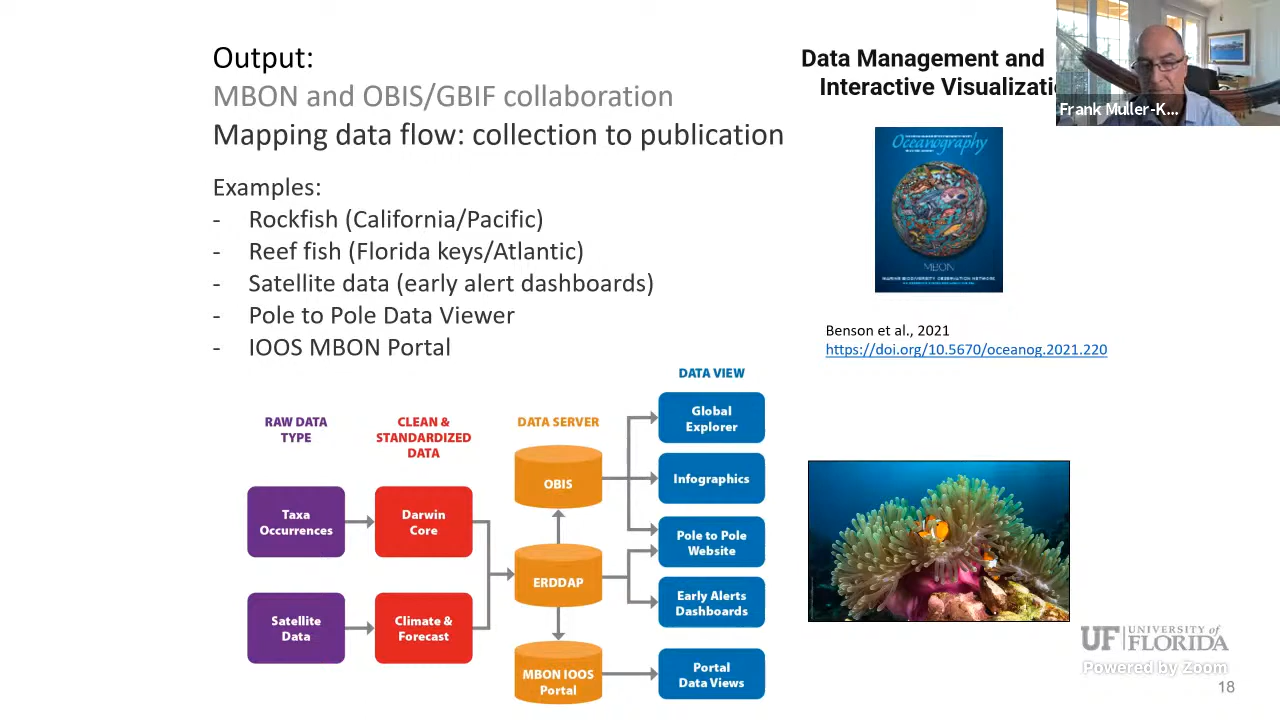 Output:
MBON and OBIS/GBIF collaboration
Mapping data flow: collection to publication
Examples:
- Rockfish (California/Pacific)
- Reef fish (Florida keys/Atlantic)
- Satellite data (early alert dashboards)
- Pole to Pole Data Viewer
- IOOS MBON Portal
Data Management and
Interactive Visualizati
Frank Muller-K...
Oceanography
MBON
MARINE BIODIVERSITY OBSERVATION NETWORK
Benson et al., 2021
https://doi.org/10.5670/oceanog.2021.220
RAW DATA
TYPE
CLEAN &
STANDARDIZED
DATA
DATA SERVER
DATA VIEW
Taxa
Occurrences
Darwin
Core
Satellite
Data
Climate &
Forecast
OBIS
ERDDAP
MBON IOOS
Portal
Global
Explorer
Infographics
Pole to Pole
Website
Early Alerts
Dashboards
Portal
Data Views
UF UNIVERSITY of
FLORIDA
Powered by Zoom
18